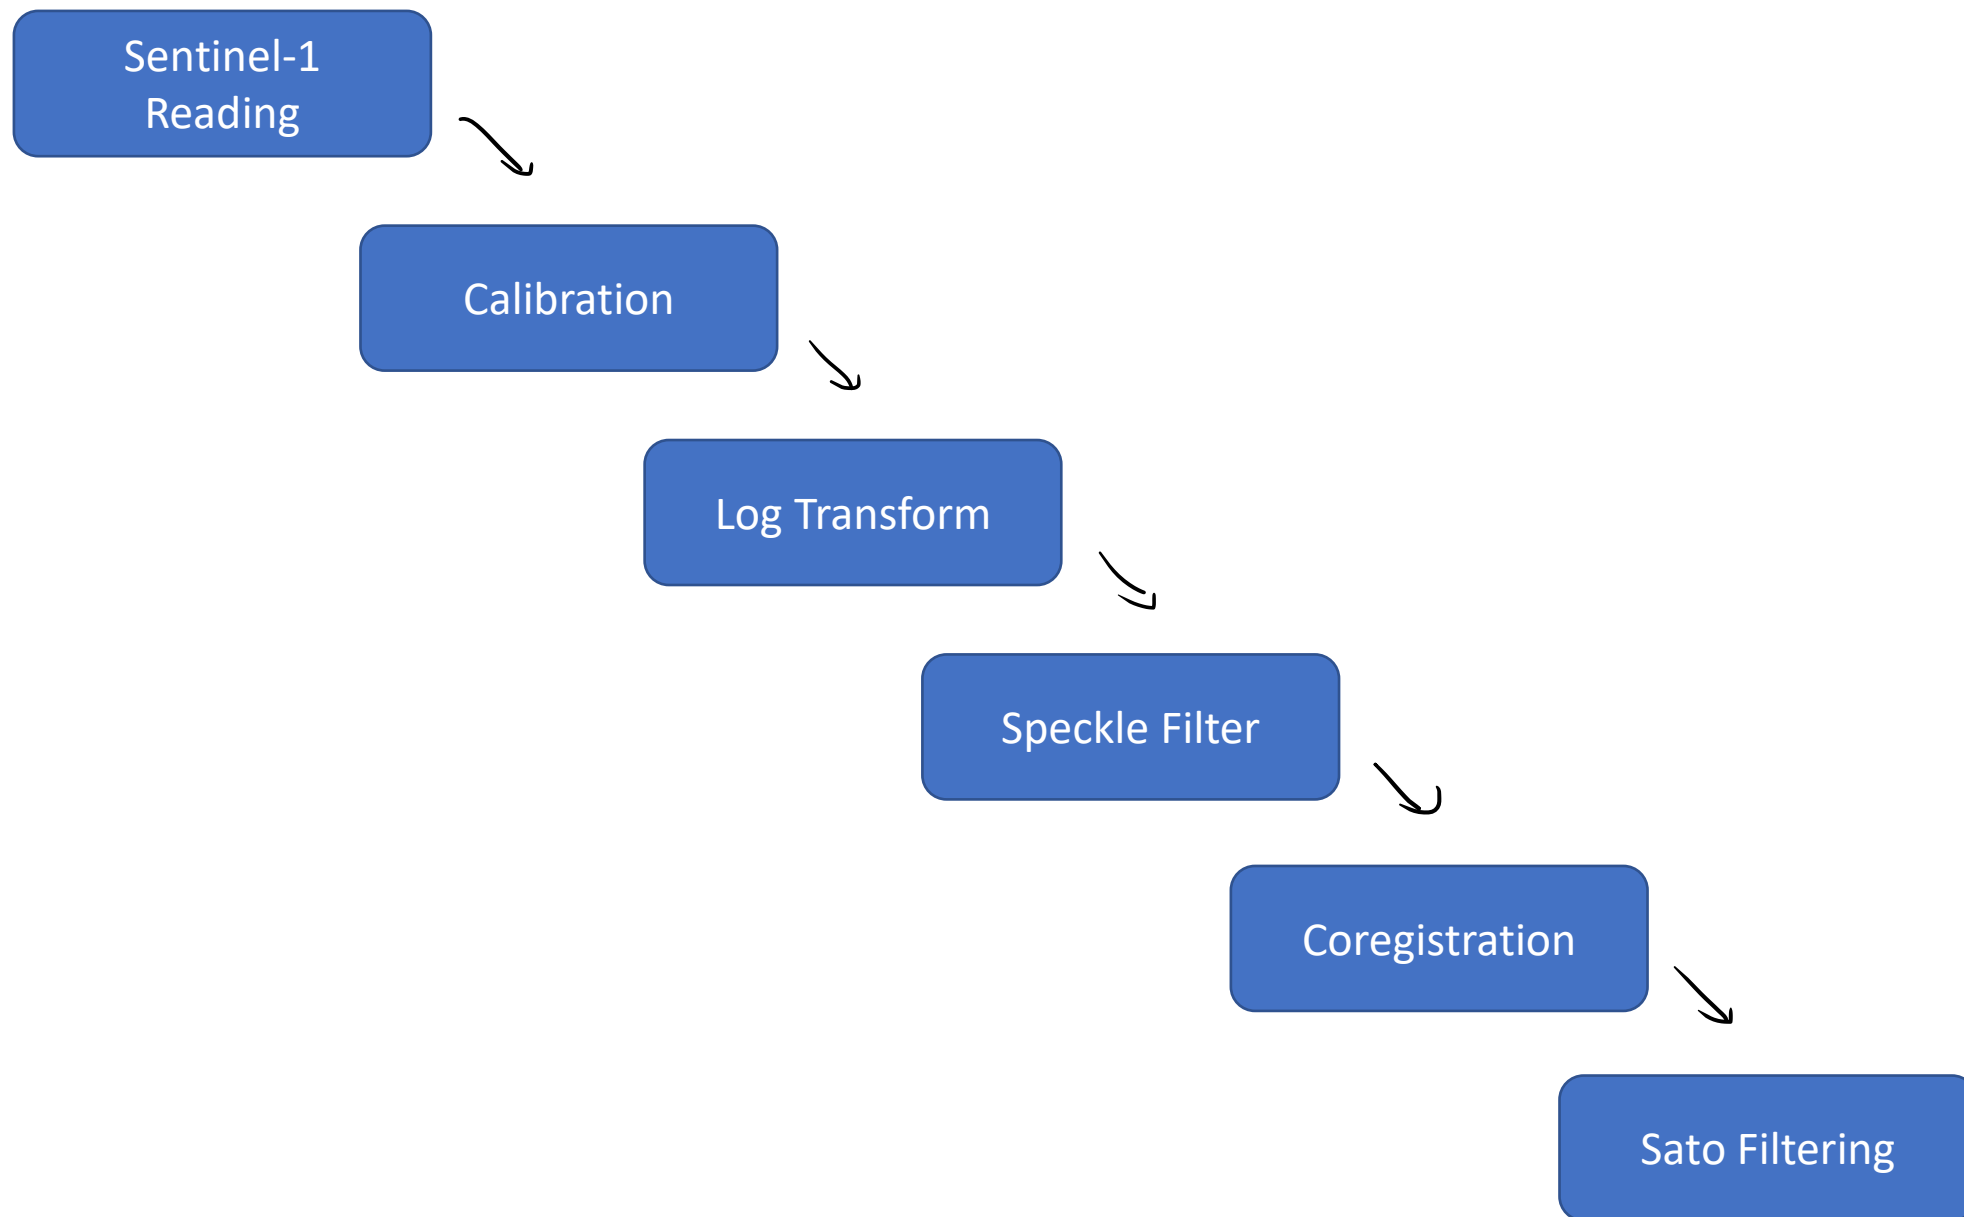 Sentinel-1
Reading
Calibration
Log Transform
Speckle Filter
Coregistration
Sato Filtering